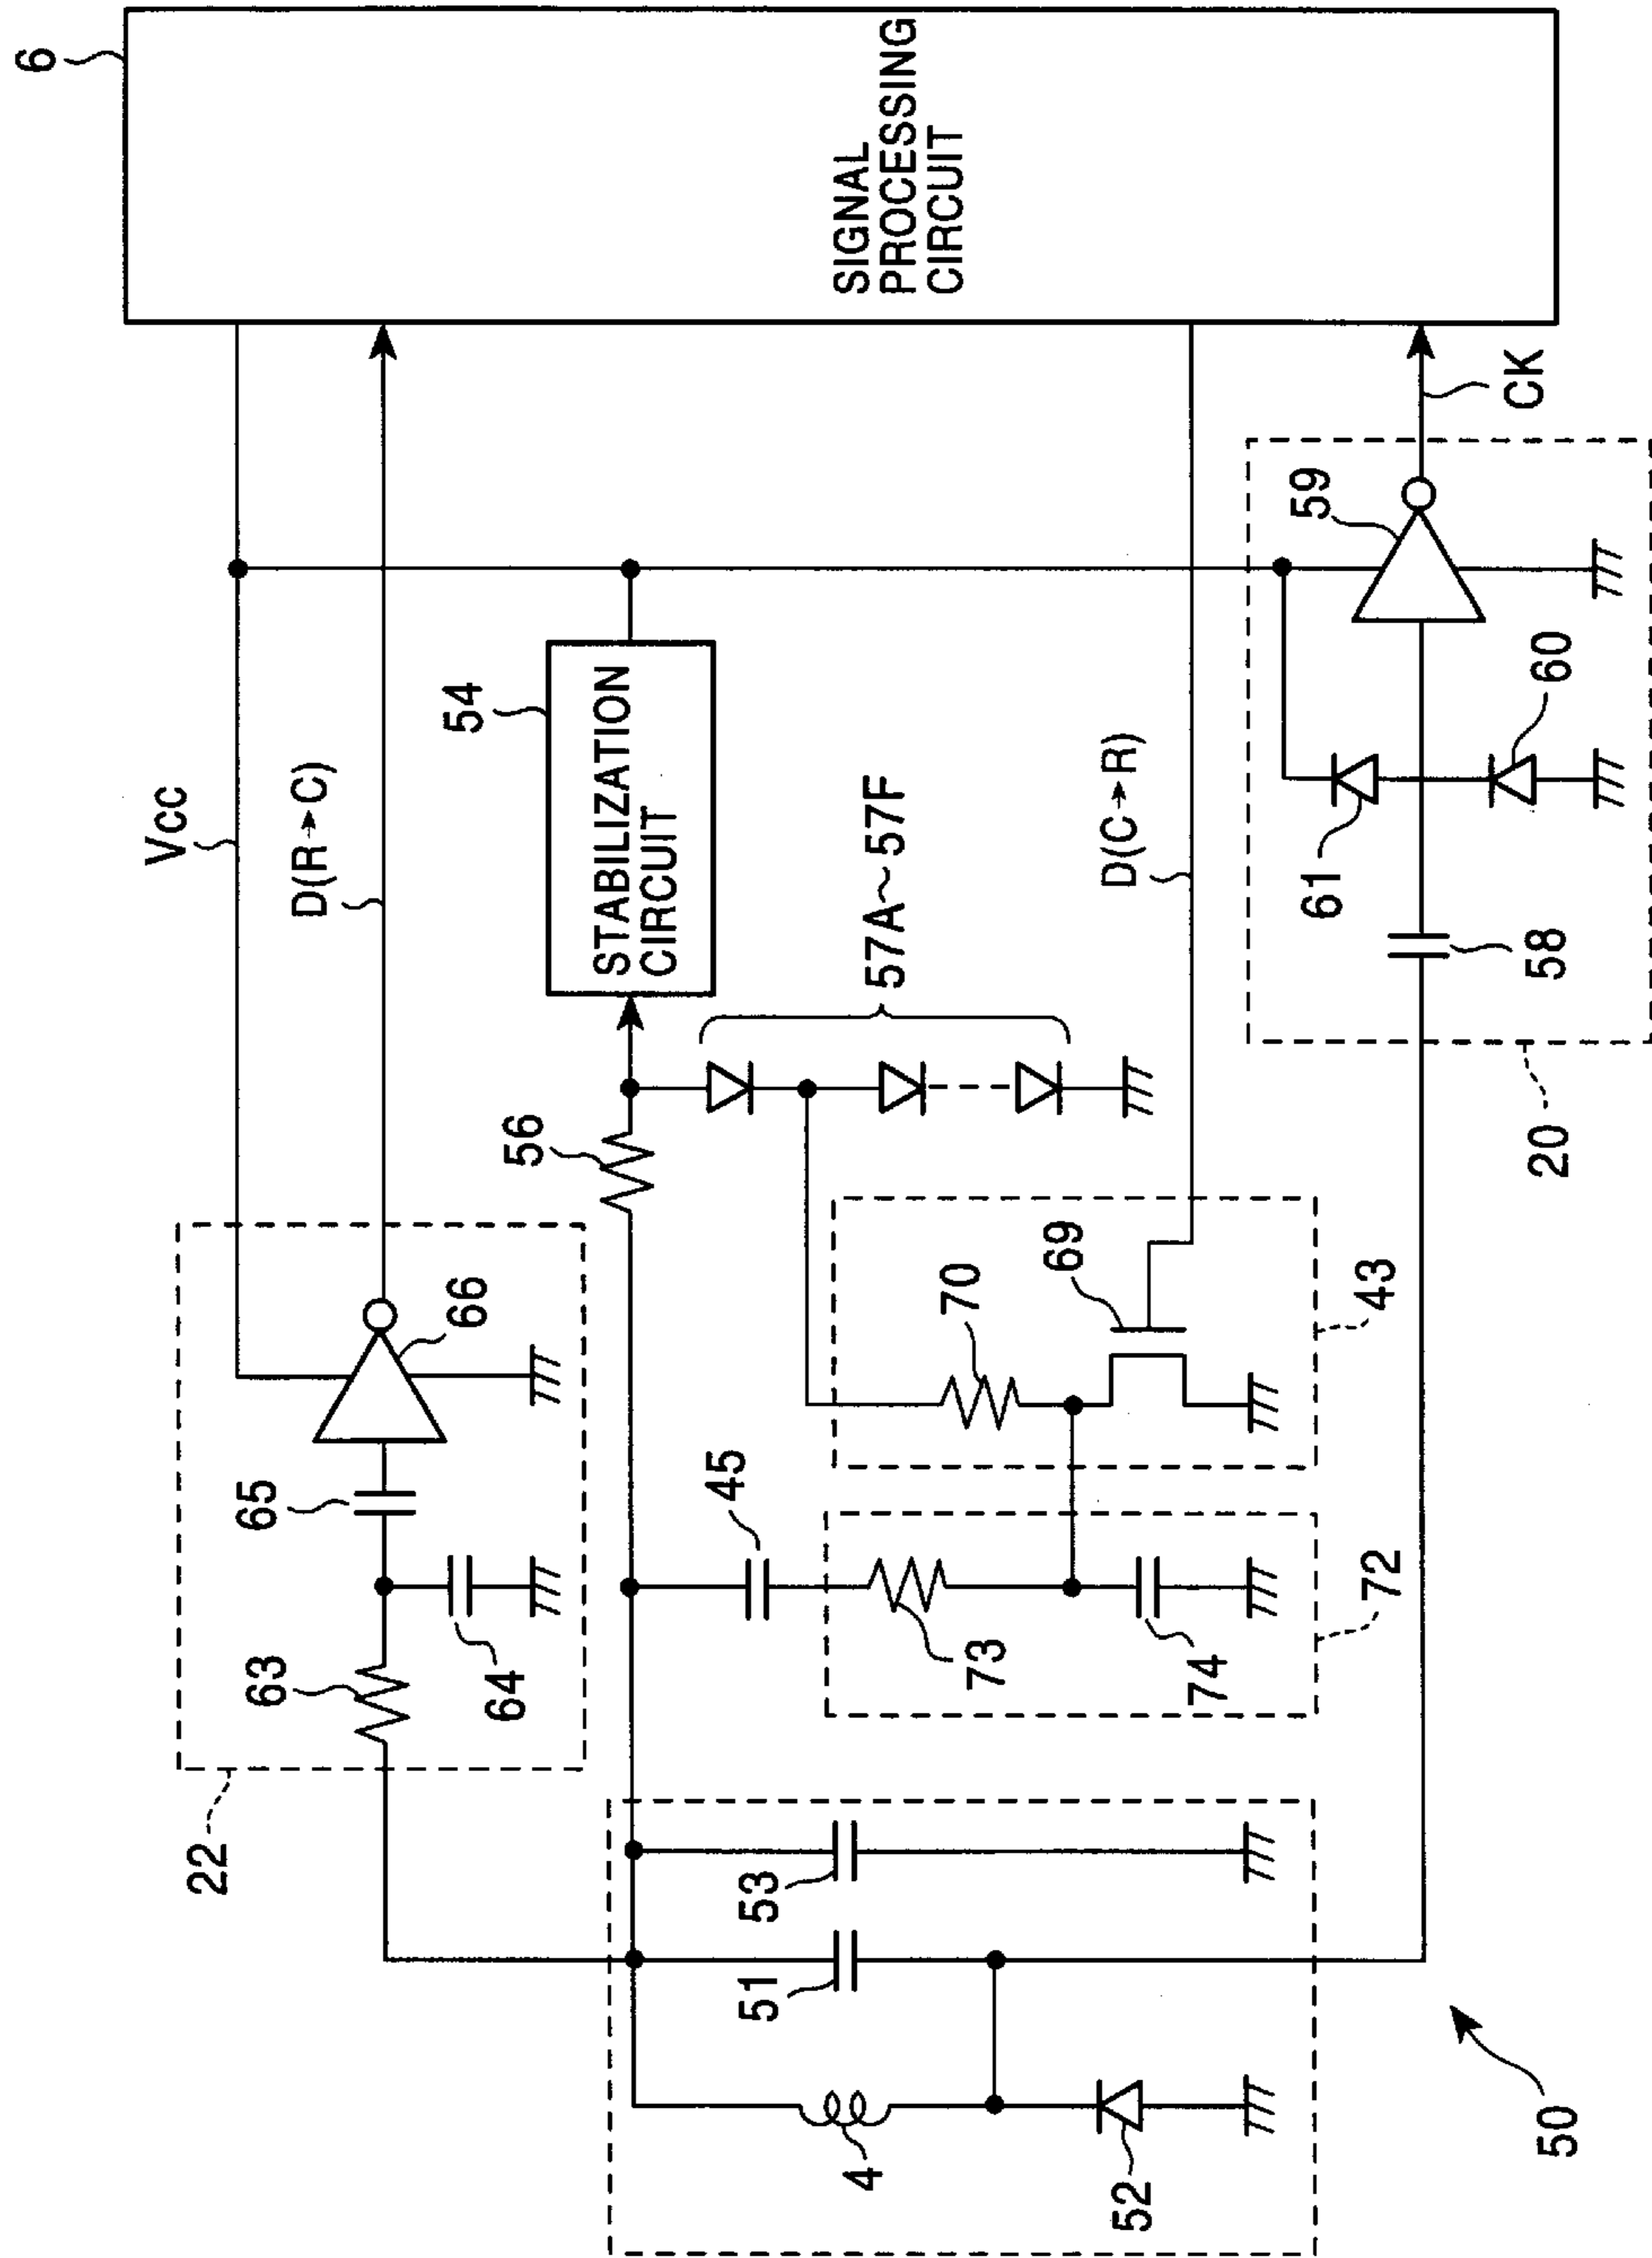 6
SIGNAL
PROCESSING
CIRCUIT
Vcc
D(R→C)
54
STABILIZATION
CIRCUIT
57A~57F
D(C→R)
59
CK
61
60
58
20
22
63
64
65
66
56
45
70
69
43
73
74
72
53
51
4
52
50